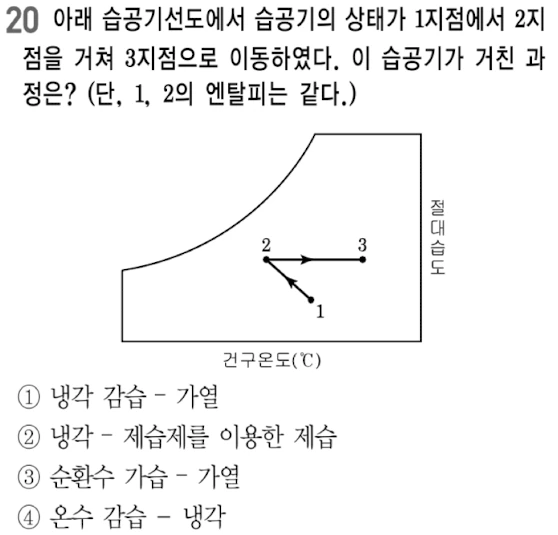 20 아래 습공기선도에서 습공기의 상태가 1지점에서 2지
점을 거쳐 3지점으로 이동하였다. 이 습공기가 거친 과
정은? (단, 1, 2의 엔탈피는 같다.)
2
3
1
절대습도
건구온도(℃)
① 냉각 감습 - 가열
② 냉각 - 제습제를 이용한 제습
③ 순환수 가습 - 가열
④ 온수 감습 - 냉각